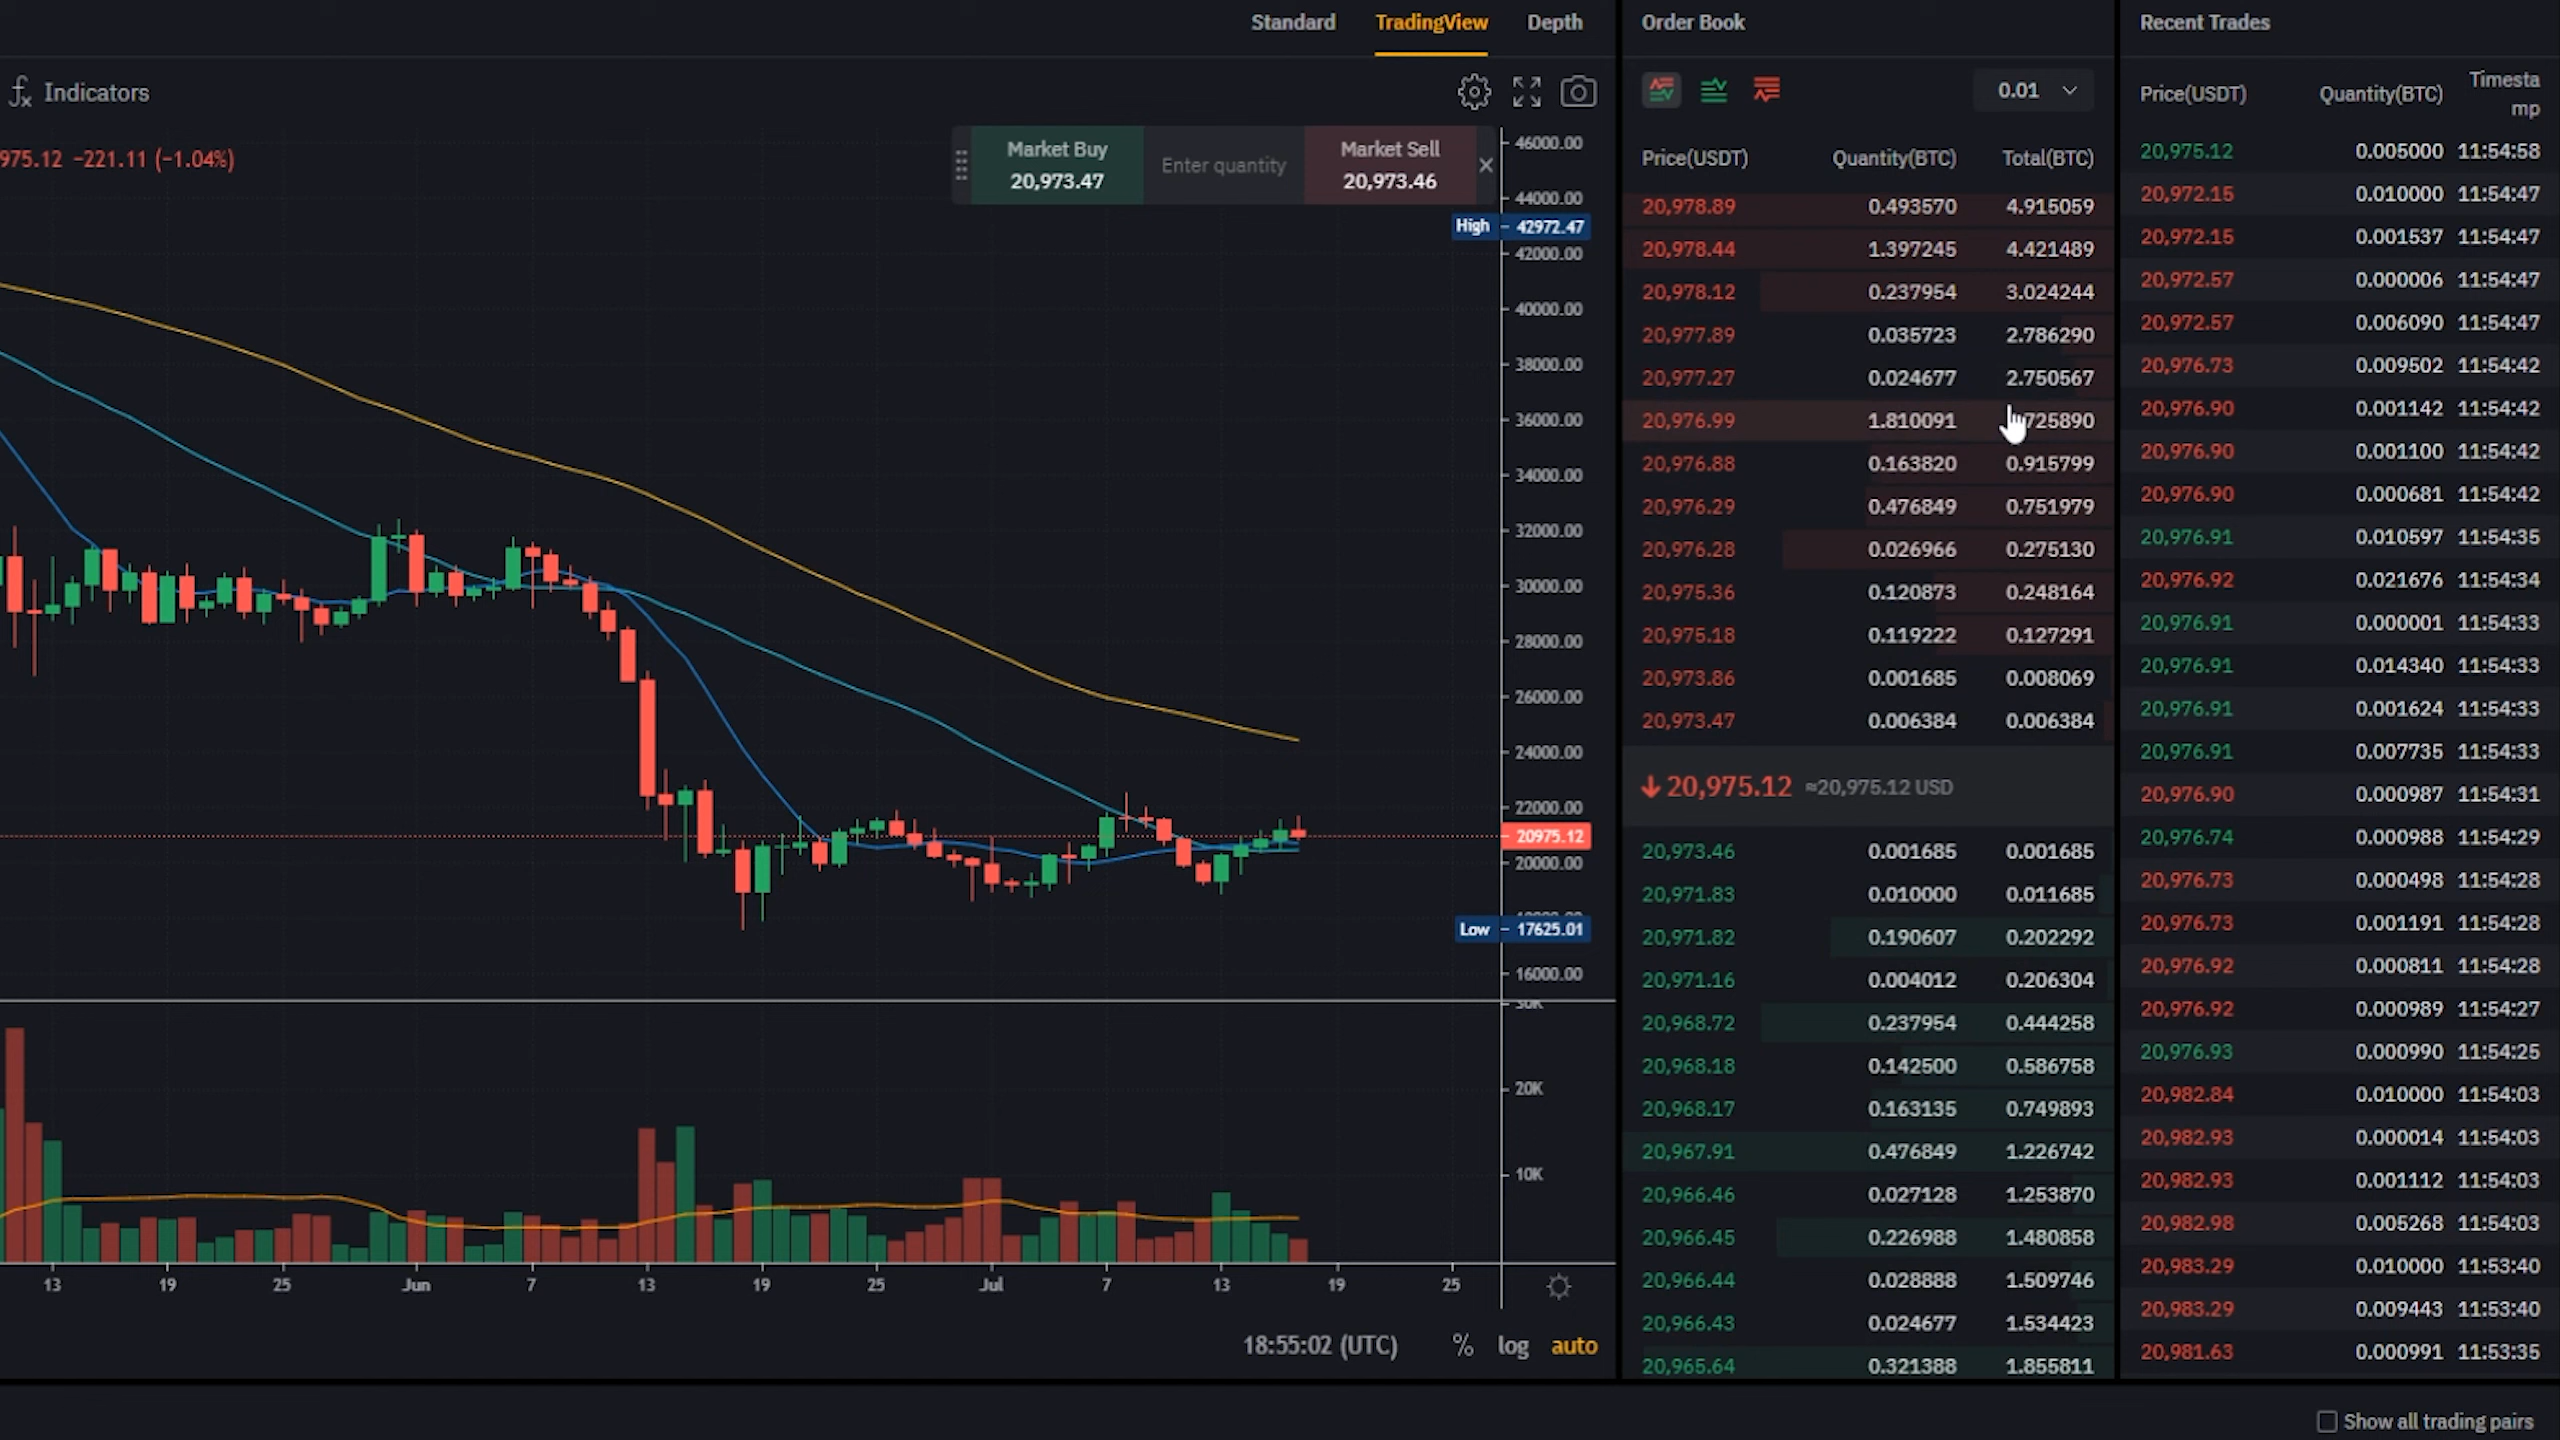 Standard TradingView Depth
Indicators
975.12 −221.11 (−1.04%)
Market Buy
20,973.47
Enter quantity
Market Sell
20,973.46
46000.00
44000.00
High 42972.47
42000.00
40000.00
38000.00
36000.00
34000.00
32000.00
30000.00
28000.00
26000.00
24000.00
22000.00
20975.12
20000.00
Low 17625.01
16000.00
30K
20K
10K
13 19 25 Jun 7 13 19 25 Jul 7 13 19 25
18:55:02 (UTC) % log auto
Order Book
0.01
Price(USDT) Quantity(BTC) Total(BTC)
20,978.89 0.493570 4.915059
20,978.44 1.397245 4.421489
20,978.12 0.237954 3.024244
20,977.89 0.035723 2.786290
20,977.27 0.024677 2.750567
20,976.99 1.810091 725890
20,976.88 0.163820 0.915799
20,976.29 0.476849 0.751979
20,976.28 0.026966 0.275130
20,975.36 0.120873 0.248164
20,975.18 0.119222 0.127291
20,973.86 0.001685 0.008069
20,973.47 0.006384 0.006384
↓20,975.12 ≈20,975.12 USD
20,973.46 0.001685 0.001685
20,971.83 0.010000 0.011685
20,971.82 0.190607 0.202292
20,971.16 0.004012 0.206304
20,968.72 0.237954 0.444258
20,968.18 0.142500 0.586758
20,968.17 0.163135 0.749893
20,967.91 0.476849 1.226742
20,966.46 0.027128 1.253870
20,966.45 0.226988 1.480858
20,966.44 0.028888 1.509746
20,966.43 0.024677 1.534423
20,965.64 0.321388 1.855811
Recent Trades
Price(USDT) Quantity(BTC) Timesta
mp
20,975.12 0.005000 11:54:58
20,972.15 0.010000 11:54:47
20,972.15 0.001537 11:54:47
20,972.57 0.000006 11:54:47
20,972.57 0.006090 11:54:47
20,976.73 0.009502 11:54:42
20,976.90 0.001142 11:54:42
20,976.90 0.001100 11:54:42
20,976.90 0.000681 11:54:42
20,976.91 0.010597 11:54:35
20,976.92 0.021676 11:54:34
20,976.91 0.000001 11:54:33
20,976.91 0.014340 11:54:33
20,976.91 0.001624 11:54:33
20,976.91 0.007735 11:54:33
20,976.90 0.000987 11:54:31
20,976.74 0.000988 11:54:29
20,976.73 0.000498 11:54:28
20,976.73 0.001191 11:54:28
20,976.92 0.000811 11:54:28
20,976.92 0.000989 11:54:27
20,976.93 0.000990 11:54:25
20,982.84 0.010000 11:54:03
20,982.93 0.000014 11:54:03
20,982.93 0.001112 11:54:03
20,982.98 0.005268 11:54:03
20,983.29 0.010000 11:53:40
20,983.29 0.009443 11:53:40
20,981.63 0.000991 11:53:35
Show all trading pairs